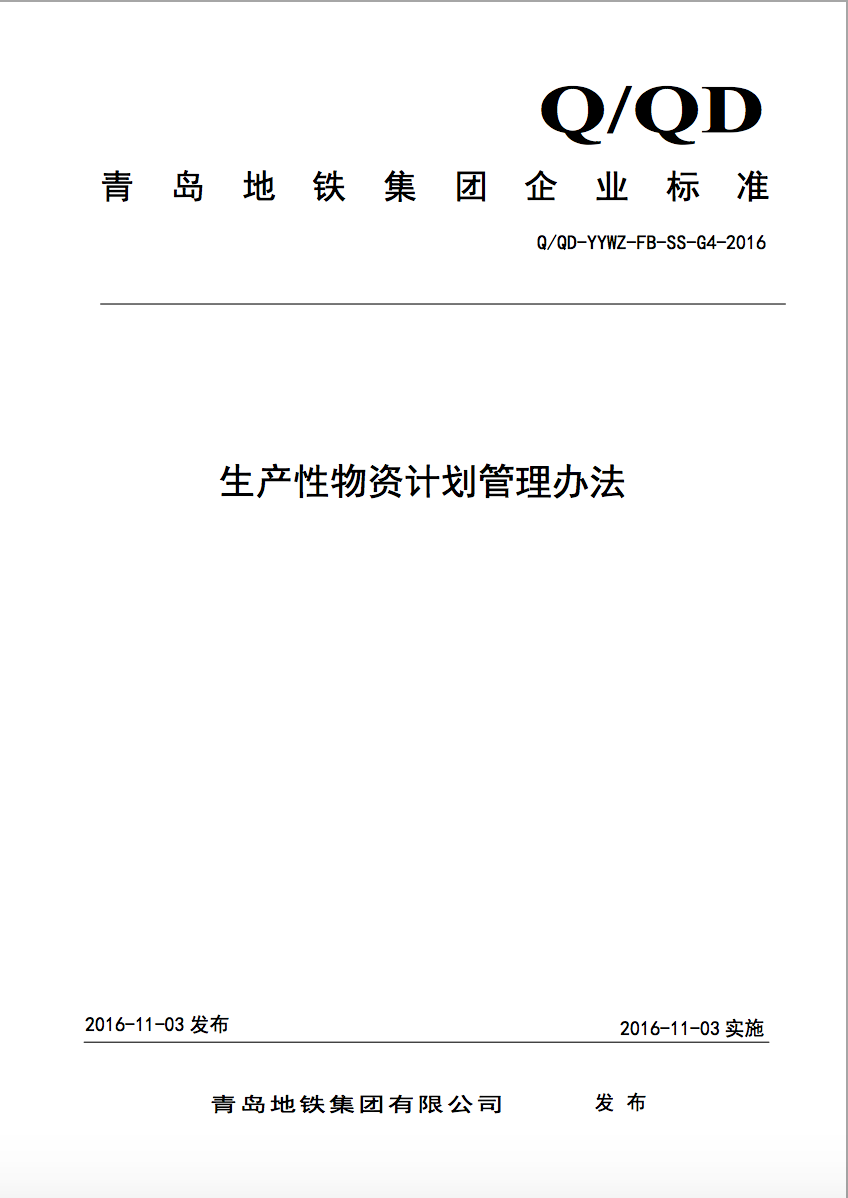 Q/QD
青岛地铁集团企业标准
Q/QD-YYWZ-FB-SS-G4-2016
生产性物资计划管理办法
2016-11-03 发布
2016-11-03 实施
青岛地铁集团有限公司 发 布